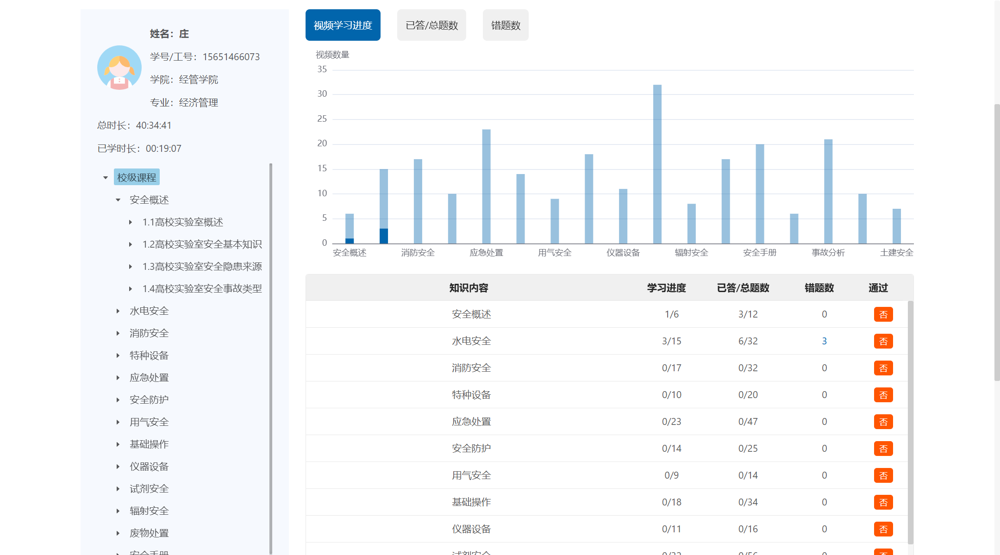 姓名：庄
学号/工号：15651466073
学院：经管学院
专业：经济管理
总时长：40:34:41
已学时长：00:19:07
校级课程
安全概述
1.1高校实验室概述
1.2高校实验室安全基本知识
1.3高校实验室安全隐患来源
1.4高校实验室安全事故类型
水电安全
消防安全
特种设备
应急处置
安全防护
用气安全
基础操作
仪器设备
试剂安全
辐射安全
废物处置
安全手册
视频学习进度 已答/总题数 错题数
视频数量
35
30
25
20
15
10
5
0
安全概述 消防安全 应急处置 用气安全 仪器设备 辐射安全 安全手册 事故分析 土建安全
知识内容 学习进度 已答/总题数 错题数 通过
安全概述 1/6 3/12 0 否
水电安全 3/15 6/32 3 否
消防安全 0/17 0/32 0 否
特种设备 0/10 0/20 0 否
应急处置 0/23 0/47 0 否
安全防护 0/14 0/25 0 否
用气安全 0/9 0/14 0 否
基础操作 0/18 0/34 0 否
仪器设备 0/11 0/16 0 否
试剂安全 0/32 0/56 0 否